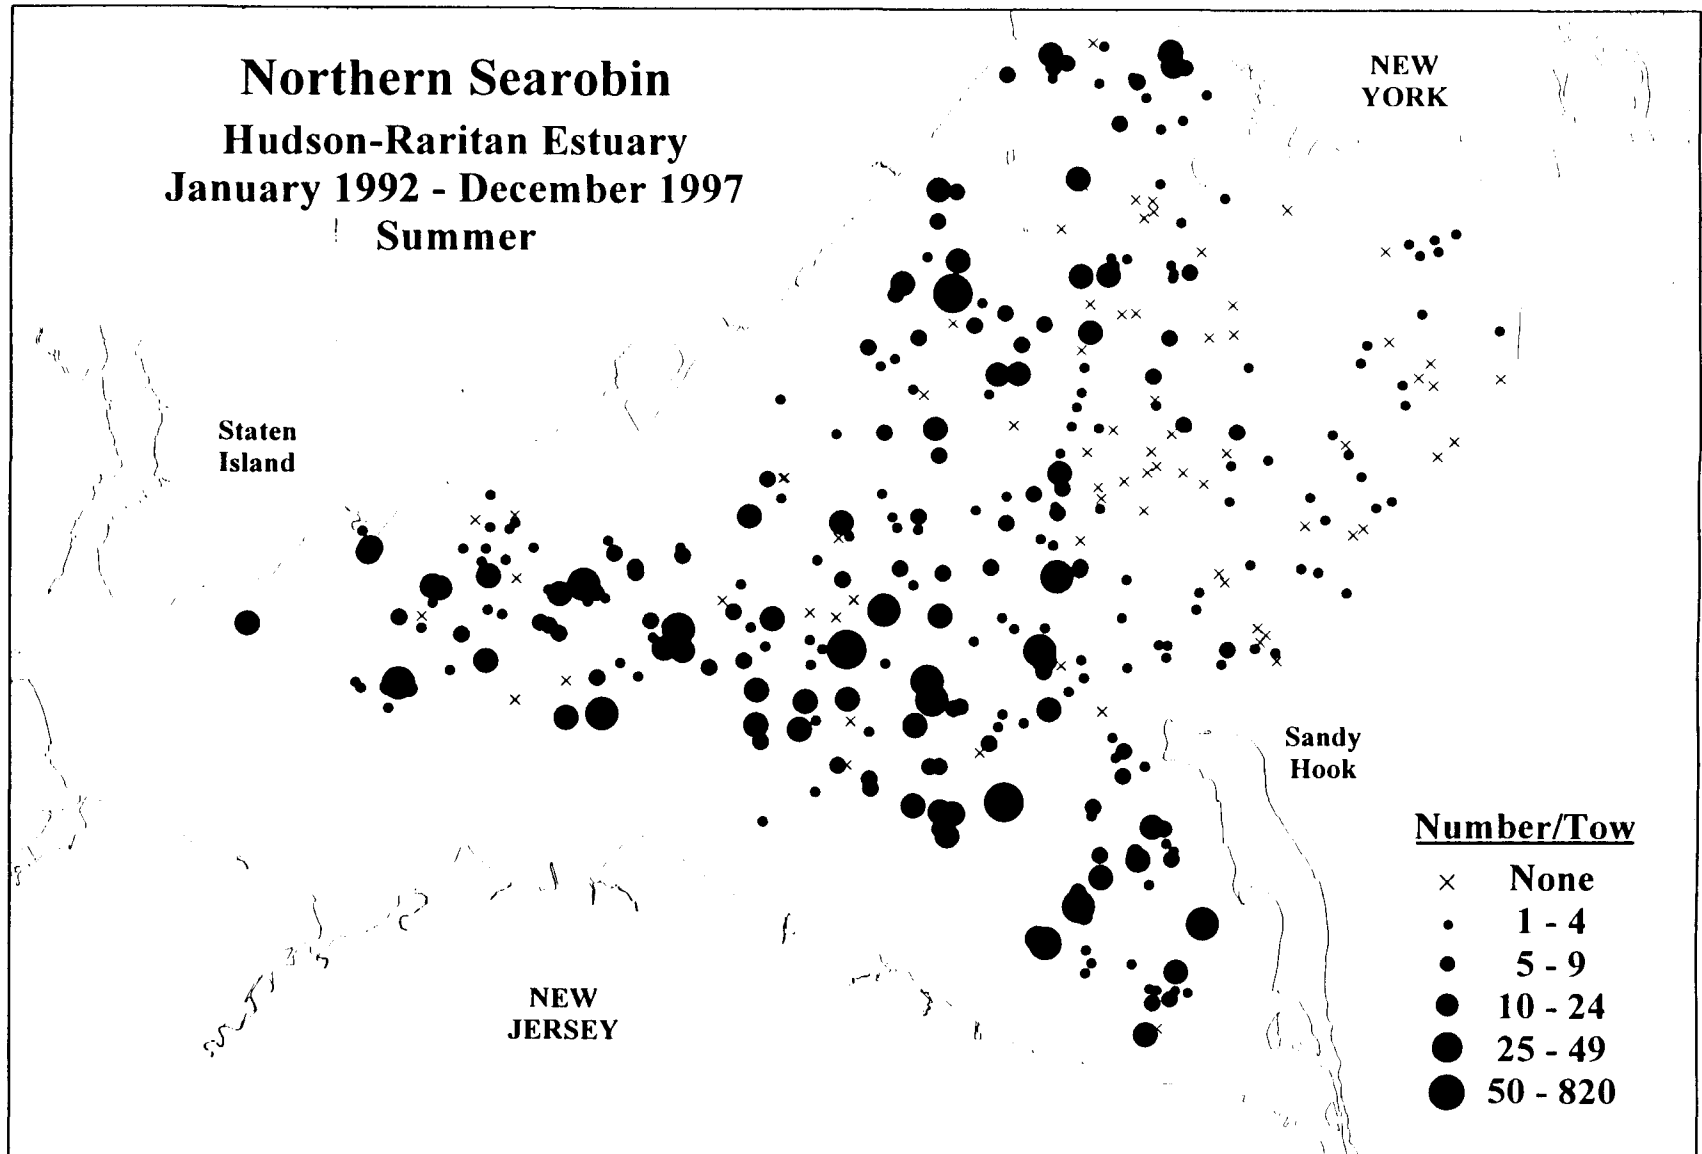 Northern Searobin
Hudson-Raritan Estuary
January 1992 - December 1997
Summer
NEW
YORK
Staten
Island
Sandy
Hook
NEW
JERSEY
Number/Tow
× None
1 - 4
5 - 9
10 - 24
25 - 49
50 - 820